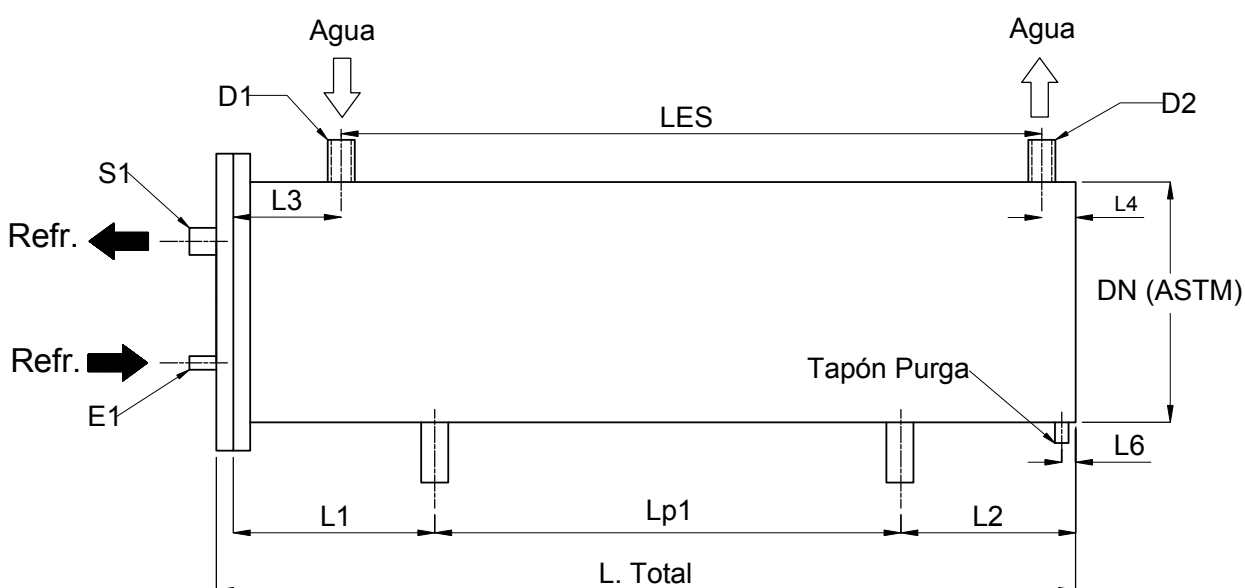 Agua
Agua
D1
LES
D2
S1
L3
L4
Refr.
DN (ASTM)
Refr.
Tapón Purga
E1
L6
L1
Lp1
L2
L. Total